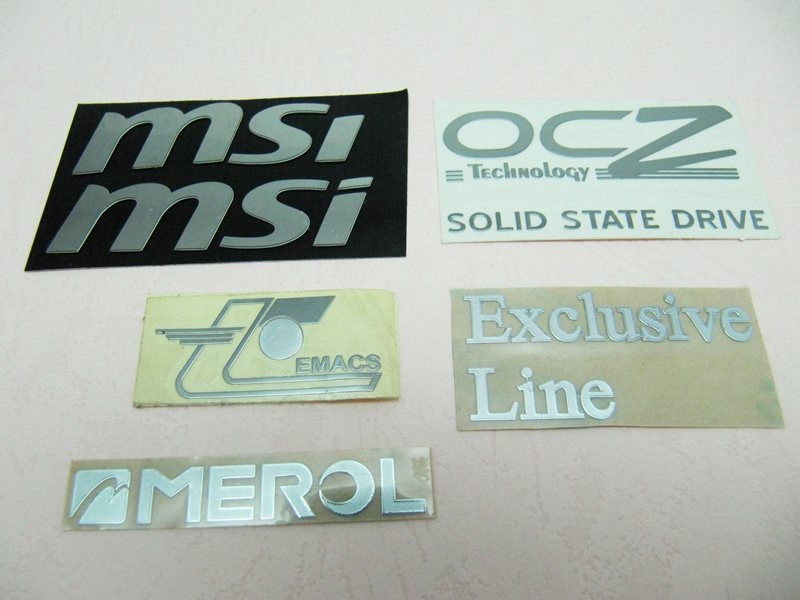 msi
msi
OCZ
Technology
SOLID STATE DRIVE
EMACS
Exclusive
Line
MEROL